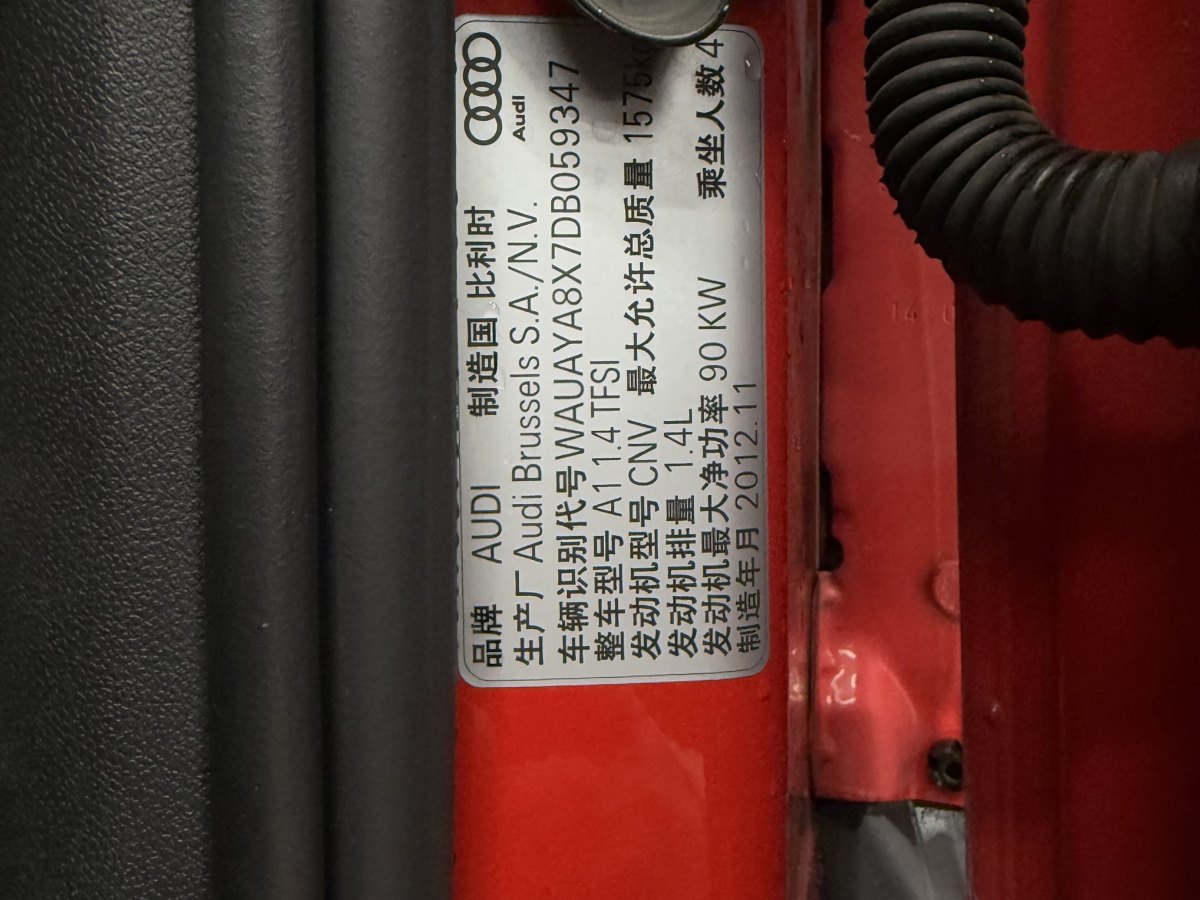 Audi
品牌 AUDI 制造国 比利时
生产厂 Audi Brussels S.A./N.V.
车辆识别代号 WAUAYA8X7DB059347
整车型号 A1 1.4 TFSI
发动机型号 CNV 最大允许总质量 1575kg
发动机排量 1.4L
发动机最大净功率 90 KW 乘坐人数 4
制造年月 2012.11